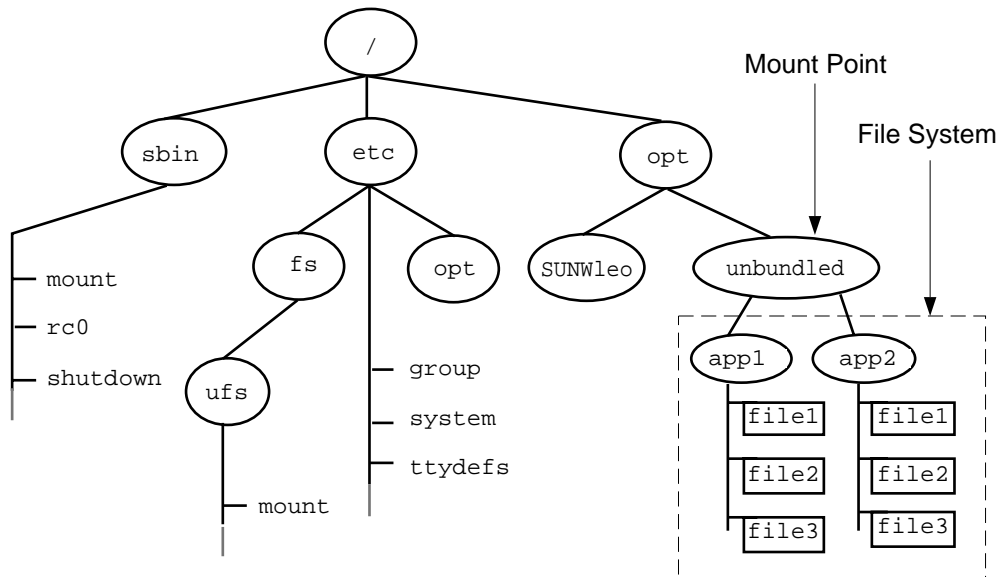 /
Mount Point
File System
sbin
etc
opt
fs
opt
SUNWleo
unbundled
mount
rc0
shutdown
ufs
group
system
ttydefs
mount
app1
app2
file1
file1
file2
file2
file3
file3